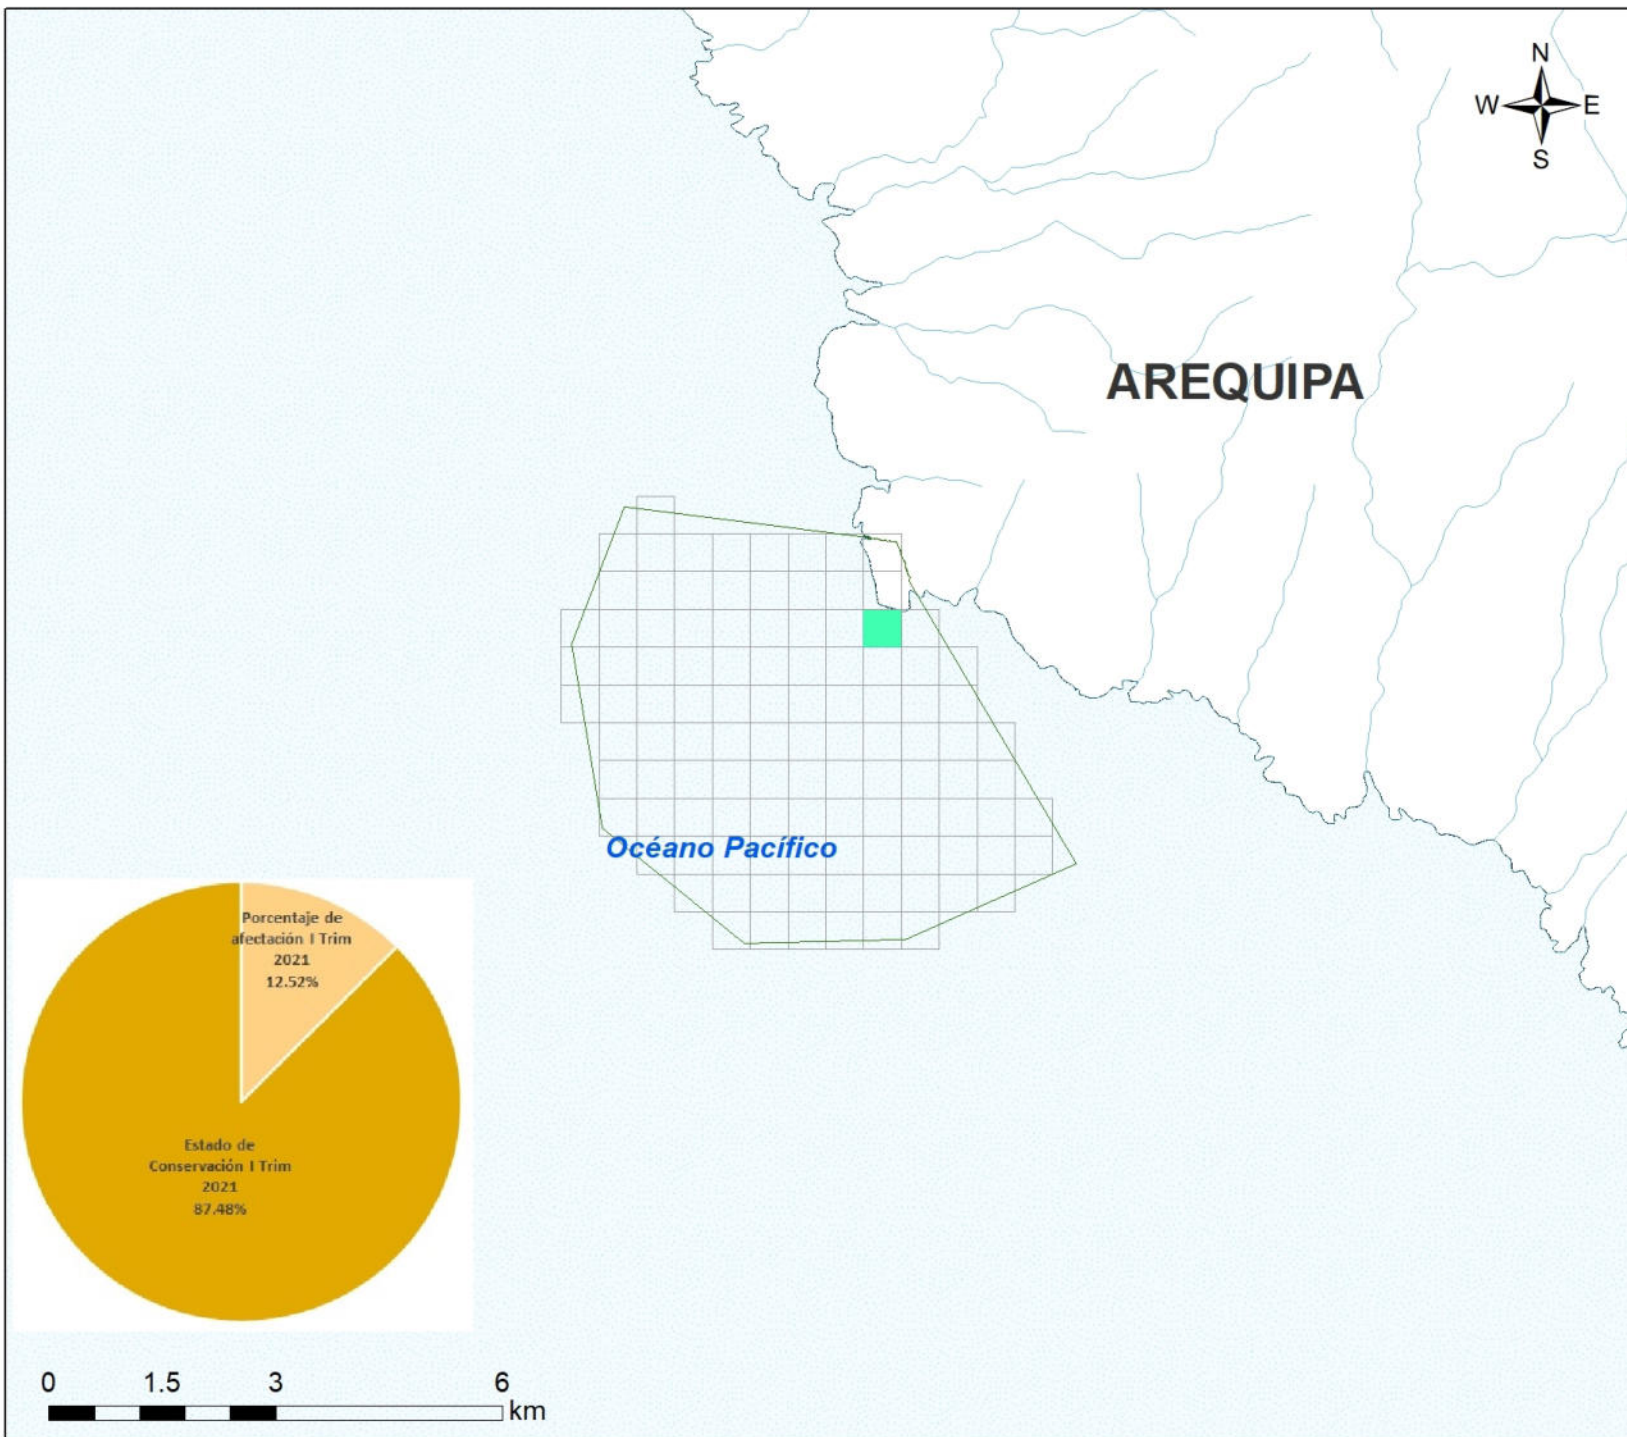 N
W E
S
AREQUIPA
Océano Pacífico
Porcentaje de
afectación I Trim
2021
12.52%
Estado de
Conservación I Trim
2021
87.48%
0 1.5 3 6
km